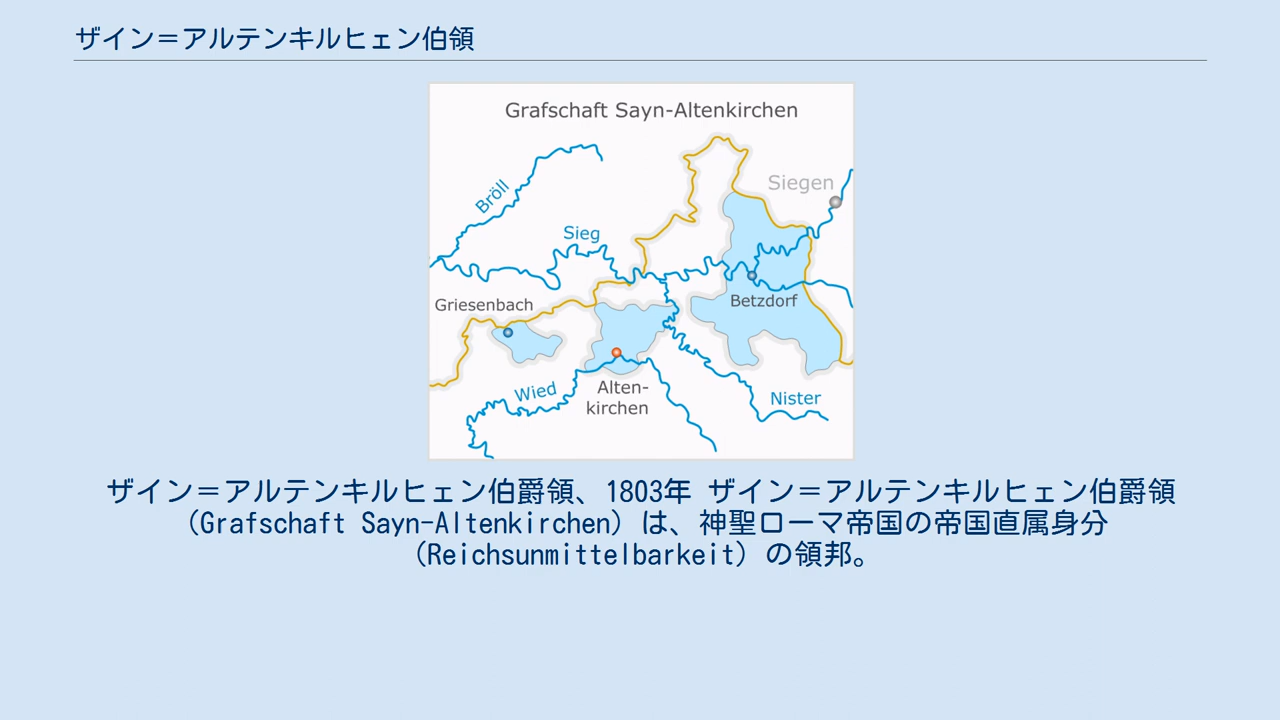 ザイン＝アルテンキルヒェン伯領
Grafschaft Sayn-Altenkirchen
Siegen
Bröll
Sieg
Griesenbach
Betzdorf
Wied
Alten-
kirchen
Nister
ザイン＝アルテンキルヒェン伯爵領、1803年 ザイン＝アルテンキルヒェン伯爵領
（Grafschaft Sayn-Altenkirchen）は、神聖ローマ帝国の帝国直属身分
（Reichsunmittelbarkeit）の領邦。